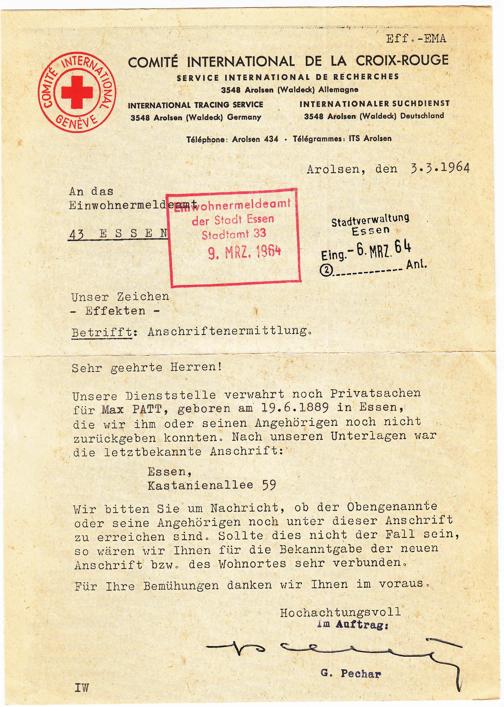 Eff.-EMA
COMITÉ INTERNATIONAL
GENÈVE
COMITÉ INTERNATIONAL DE LA CROIX-ROUGE
SERVICE INTERNATIONAL DE RECHERCHES
3548 Arolsen (Waldeck) Allemagne
INTERNATIONAL TRACING SERVICE
3548 Arolsen (Waldeck) Germany
INTERNATIONALER SUCHDIENST
3548 Arolsen (Waldeck) Deutschland
Téléphone: Arolsen 434 · Télégrammes: ITS Arolsen
Arolsen, den 3.3.1964
An das
Einwohnermeldeamt
43 ESSEN
Einwohnermeldeamt
der Stadt Essen
Stadtamt 33
9. MRZ. 1964
Stadtverwaltung
Essen
Eing.- 6. MRZ. 64
2 Anl.
Unser Zeichen
- Effekten -
Betrifft: Anschriftenermittlung.
Sehr geehrte Herren!
Unsere Dienststelle verwahrt noch Privatsachen
für Max PATT, geboren am 19.6.1889 in Essen,
die wir ihm oder seinen Angehörigen noch nicht
zurückgeben konnten. Nach unseren Unterlagen war
die letztbekannte Anschrift:
Essen,
Kastanienallee 59
Wir bitten Sie um Nachricht, ob der Obengenannte
oder seine Angehörigen noch unter dieser Anschrift
zu erreichen sind. Sollte dies nicht der Fall sein,
so wären wir Ihnen für die Bekanntgabe der neuen
Anschrift bzw. des Wohnortes sehr verbunden.
Für Ihre Bemühungen danken wir Ihnen im voraus.
Hochachtungsvoll
im Auftrag:
G. Pechar
IW